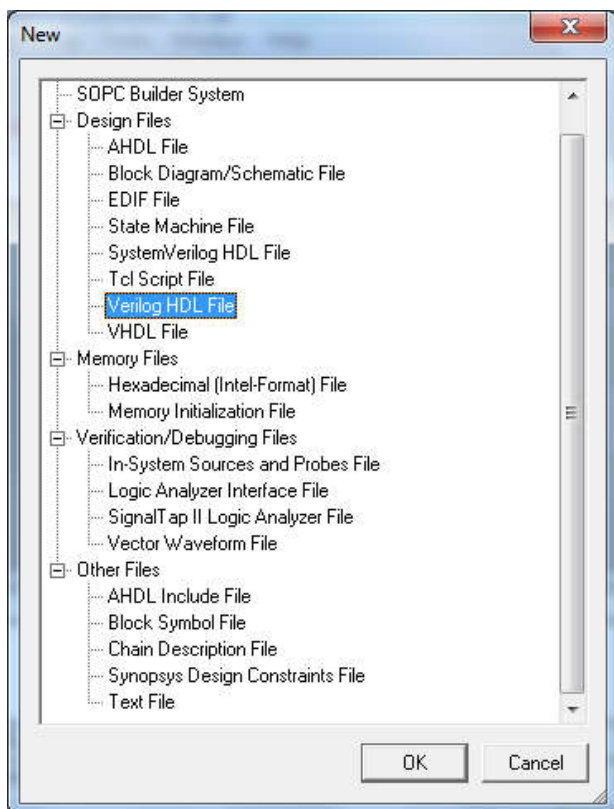 New
SOPC Builder System
Design Files
AHDL File
Block Diagram/Schematic File
EDIF File
State Machine File
SystemVerilog HDL File
Tcl Script File
Verilog HDL File
VHDL File
Memory Files
Hexadecimal (Intel-Format) File
Memory Initialization File
Verification/Debugging Files
In-System Sources and Probes File
Logic Analyzer Interface File
SignalTap II Logic Analyzer File
Vector Waveform File
Other Files
AHDL Include File
Block Symbol File
Chain Description File
Synopsys Design Constraints File
Text File
OK Cancel